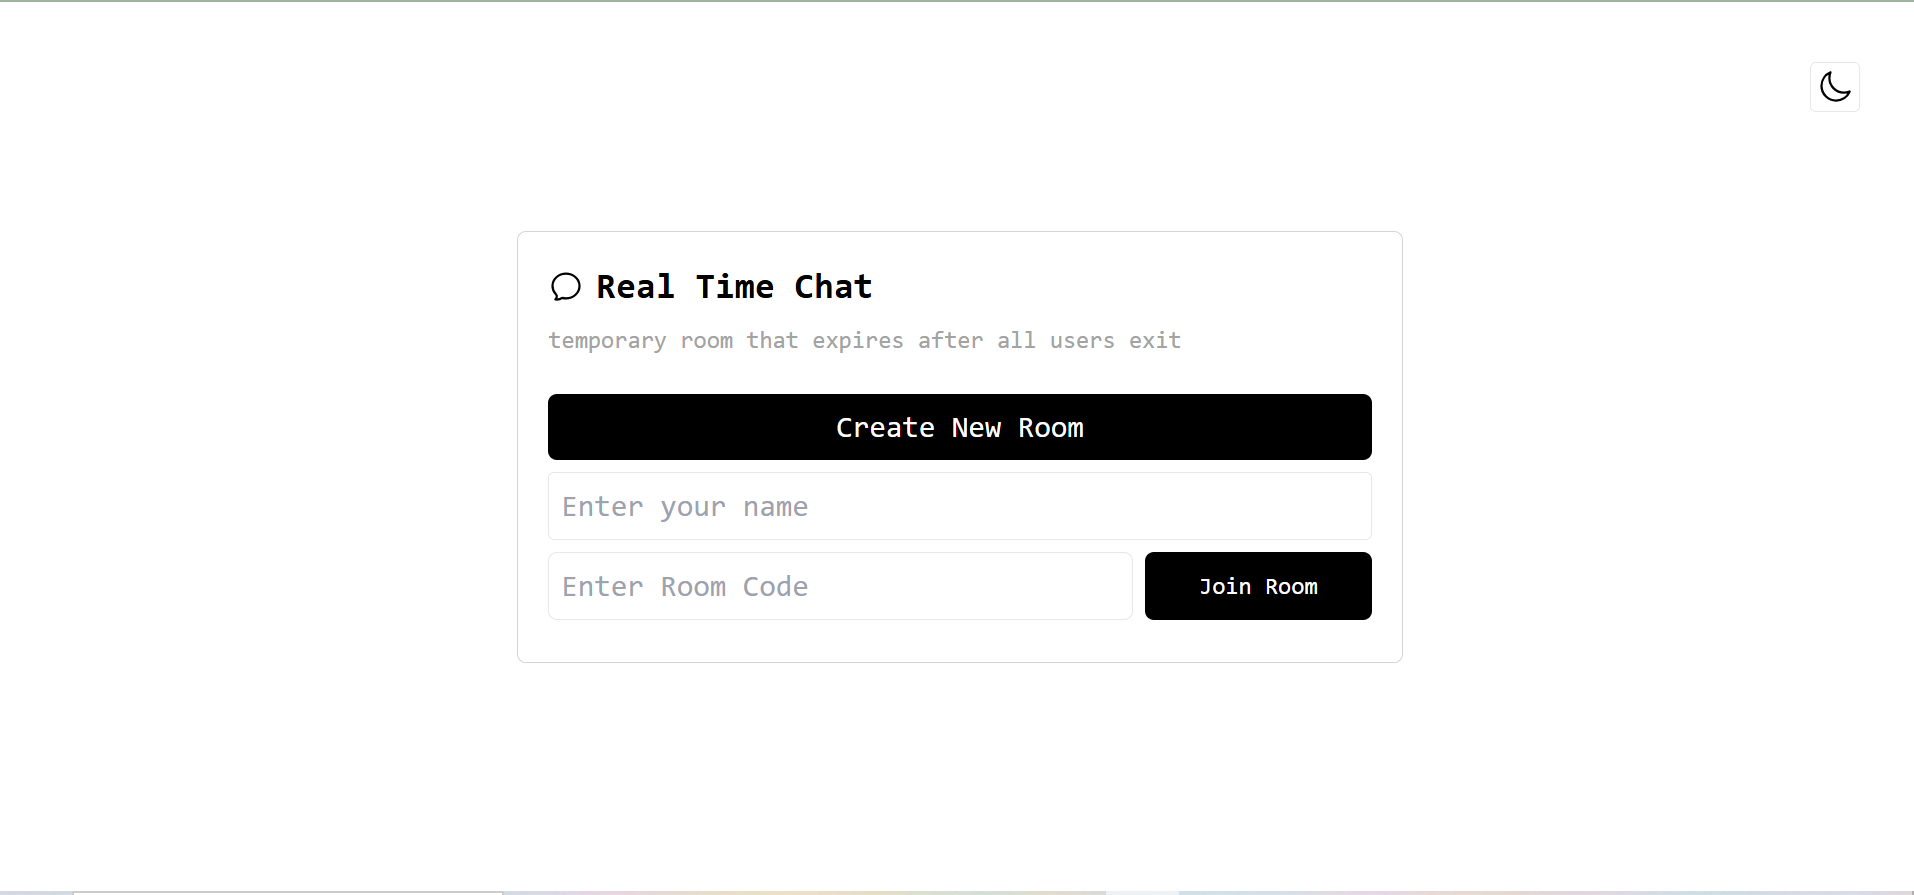 Real Time Chat
temporary room that expires after all users exit
Create New Room
Enter your name
Enter Room Code
Join Room